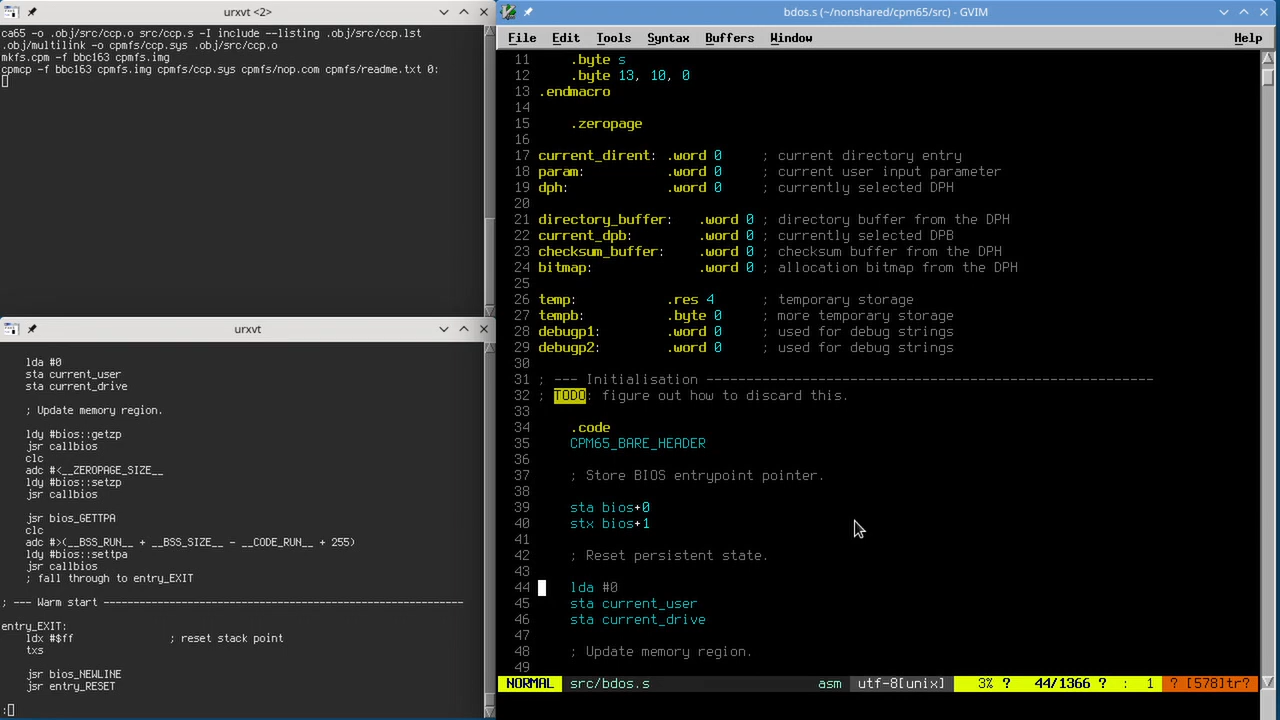 urxvt <2>
ca65 -o .obj/src/ccp.o src/ccp.s -I include --listing .obj/src/ccp.lst
.obj/multilink -o cpmfs/ccp.sys .obj/src/ccp.o
mkfs.cpm -f bbc163 cpmfs.img
cpmcp -f bbc163 cpmfs.img cpmfs/ccp.sys cpmfs/nop.com cpmfs/readme.txt 0:
urxvt
lda #0
sta current_user
sta current_drive
; Update memory region.
ldy #bios::getzp
jsr callbios
clc
adc #<__ZEROPAGE_SIZE__
ldy #bios::setzp
jsr callbios
jsr bios_GETTPA
clc
adc #>(__BSS_RUN__ + __BSS_SIZE__ - __CODE_RUN__ + 255)
ldy #bios::settpa
jsr callbios
; fall through to entry_EXIT
; --- Warm start ---------------------------------------------------------
entry_EXIT:
ldx #$ff ; reset stack point
txs
jsr bios_NEWLINE
jsr entry_RESET
:
bdos.s (~/nonshared/cpm65/src) - GVIM
File Edit Tools Syntax Buffers Window Help
11 .byte s
12 .byte 13, 10, 0
13 .endmacro
14
15 .zeropage
16
17 current_dirent: .word 0 ; current directory entry
18 param: .word 0 ; current user input parameter
19 dph: .word 0 ; currently selected DPH
20
21 directory_buffer: .word 0 ; directory buffer from the DPH
22 current_dpb: .word 0 ; currently selected DPB
23 checksum_buffer: .word 0 ; checksum buffer from the DPH
24 bitmap: .word 0 ; allocation bitmap from the DPH
25
26 temp: .res 4 ; temporary storage
27 tempb: .byte 0 ; more temporary storage
28 debugp1: .word 0 ; used for debug strings
29 debugp2: .word 0 ; used for debug strings
30
31 ; --- Initialisation --------------------------------------------------------
32 ; TODO: figure out how to discard this.
33
34 .code
35 CPM65_BARE_HEADER
36
37 ; Store BIOS entrypoint pointer.
38
39 sta bios+0
40 stx bios+1
41
42 ; Reset persistent state.
43
44 lda #0
45 sta current_user
46 sta current_drive
47
48 ; Update memory region.
49
NORMAL src/bdos.s asm utf-8[unix] 3% ? 44/1366 ? : 1 ? [578]tr?